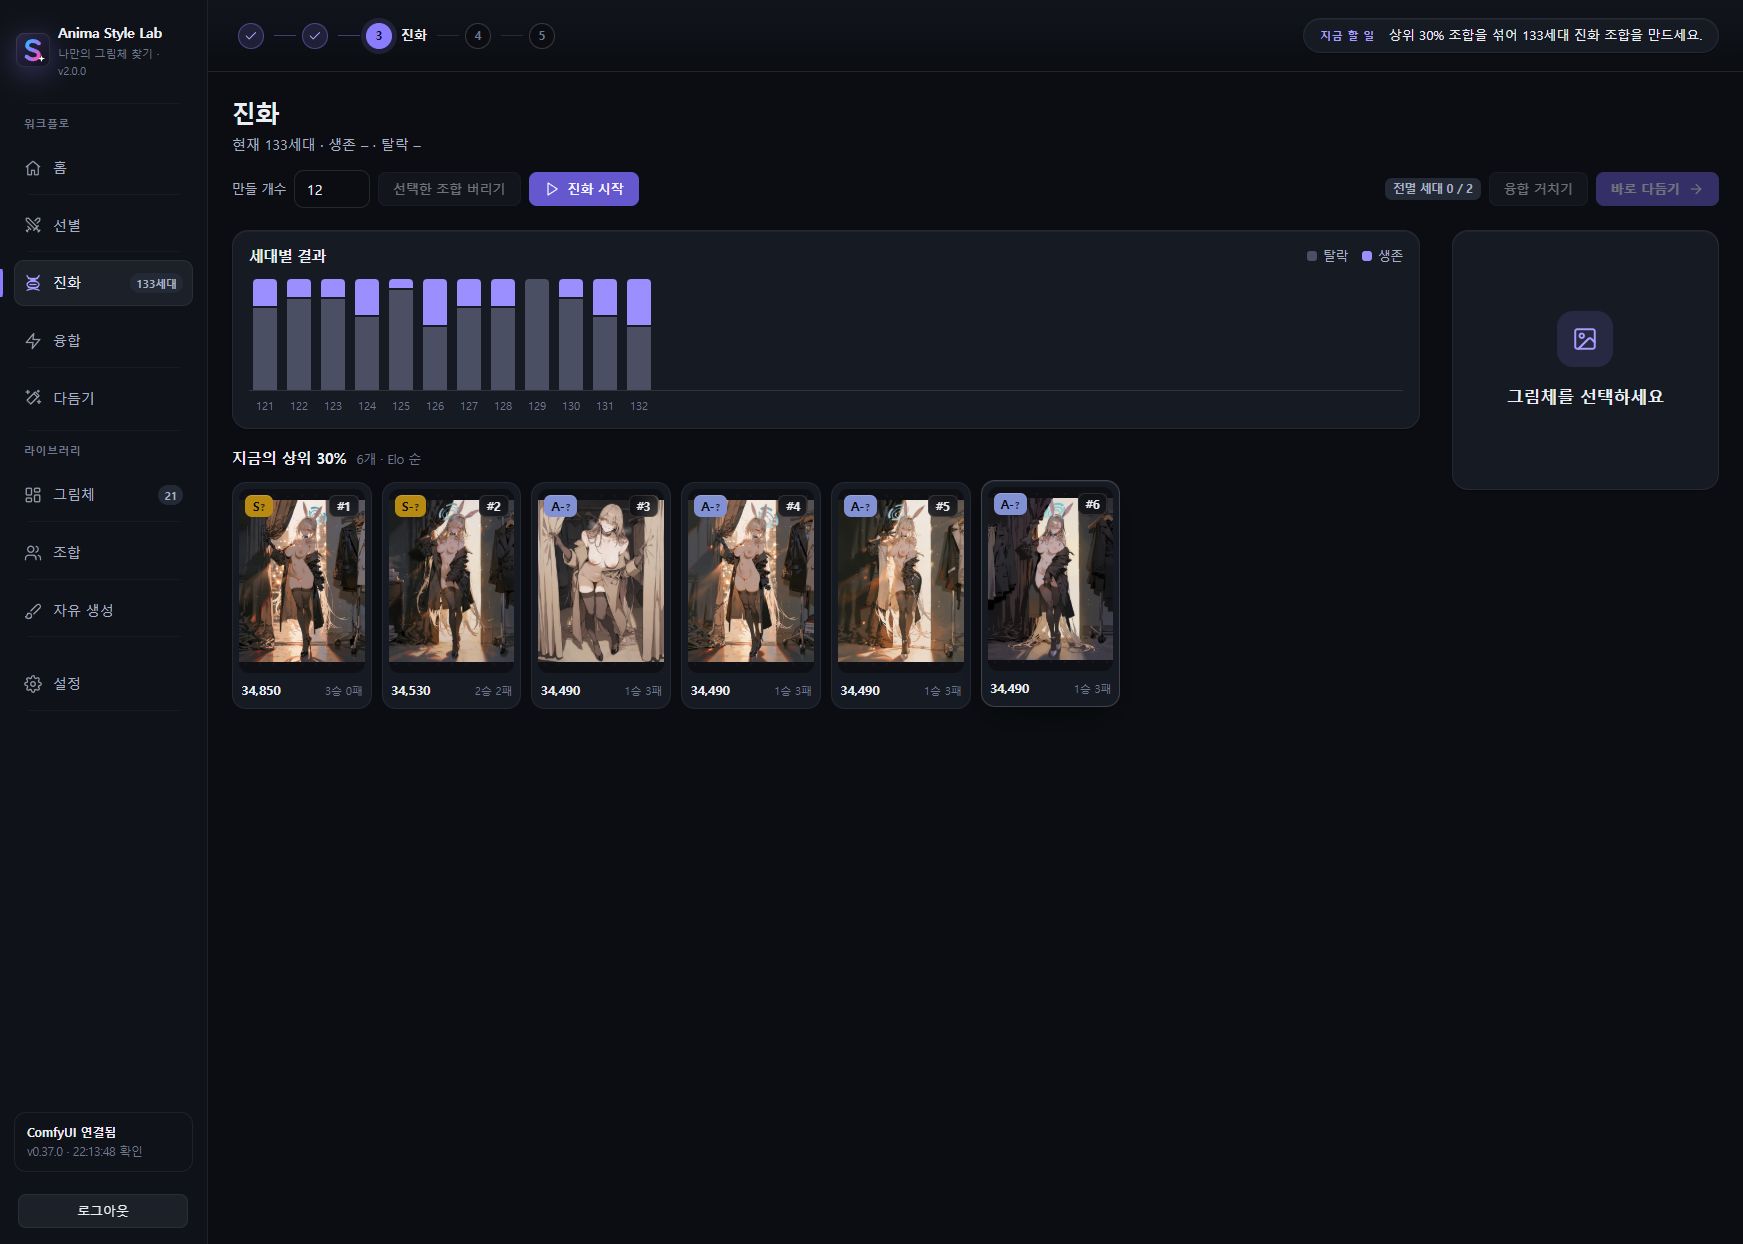 Anima Style Lab
나만의 그림체 찾기 ·
v2.0.0
3 진화 4 5
지금 할 일 상위 30% 조합을 섞어 133세대 진화 조합을 만드세요.
워크플로
홈
선별
진화 133세대
융합
다듬기
라이브러리
그림체 21
조합
자유 생성
설정
ComfyUI 연결됨
v0.37.0 · 22:13:48 확인
로그아웃
진화
현재 133세대 · 생존 – · 탈락 –
만들 개수 12 선택한 조합 버리기 진화 시작 전멸 세대 0 / 2 융합 거치기 바로 다듬기
세대별 결과 탈락 생존
121 122 123 124 125 126 127 128 129 130 131 132
그림체를 선택하세요
지금의 상위 30% 6개 · Elo 순
S? #1 S-? #2 A-? #3 A-? #4 A-? #5 A-? #6
34,850 3승 0패 34,530 2승 2패 34,490 1승 3패 34,490 1승 3패 34,490 1승 3패 34,490 1승 3패